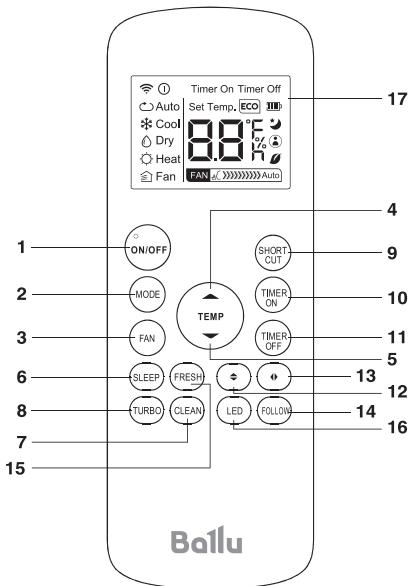 Timer On Timer Off
Auto Set Temp. ECO
Cool
Dry
Heat
Fan
88 °F % h
FAN Auto
17
4
1 ON/OFF
SHORT CUT 9
2 MODE
TEMP
TIMER ON 10
3 FAN
TIMER OFF 11
5
6 SLEEP FRESH
13
12
8 TURBO CLEAN
LED FOLLOW 14
7
16
15
Ballu